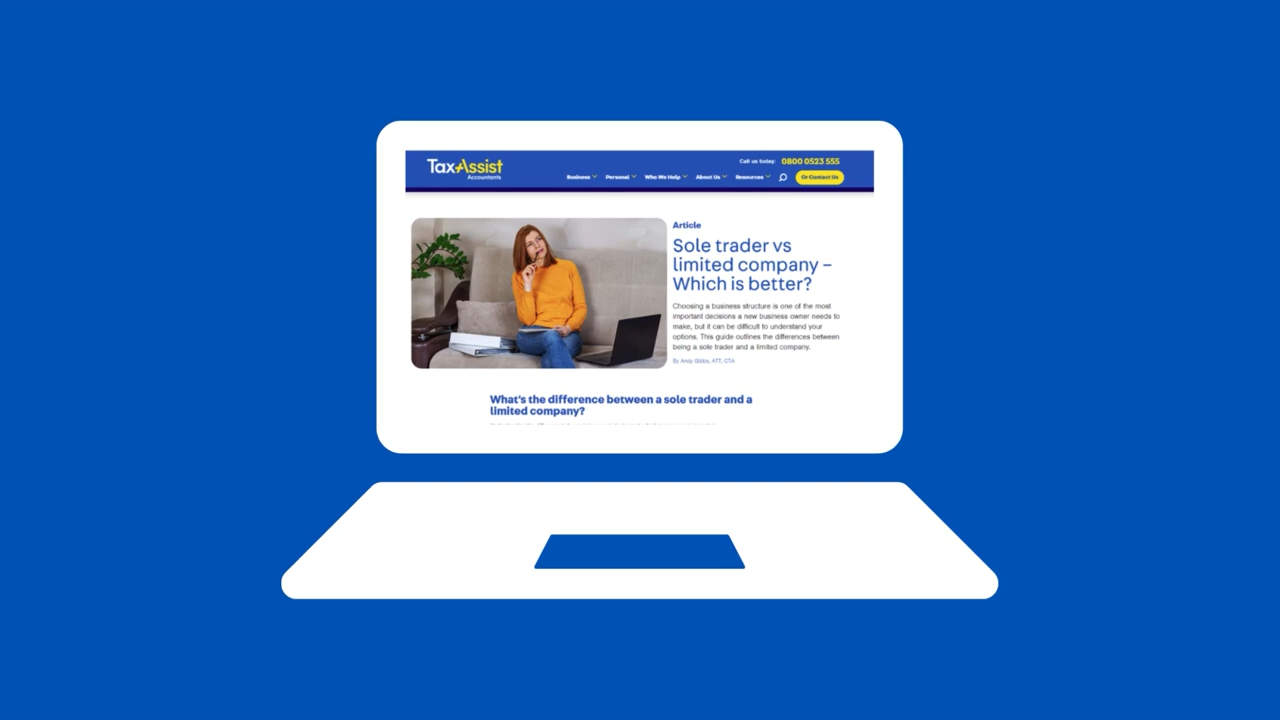 TaxAssist
Accountants
Call us today: 0800 0523 555
Business Personal Who We Help About Us Resources Or Contact Us
Article
Sole trader vs
limited company –
Which is better?
Choosing a business structure is one of the most
important decisions a new business owner needs to
make, but it can be difficult to understand your
options. This guide outlines the differences between
being a sole trader and a limited company.
By Andy Gibbs, ATT, CTA
What's the difference between a sole trader and a
limited company?